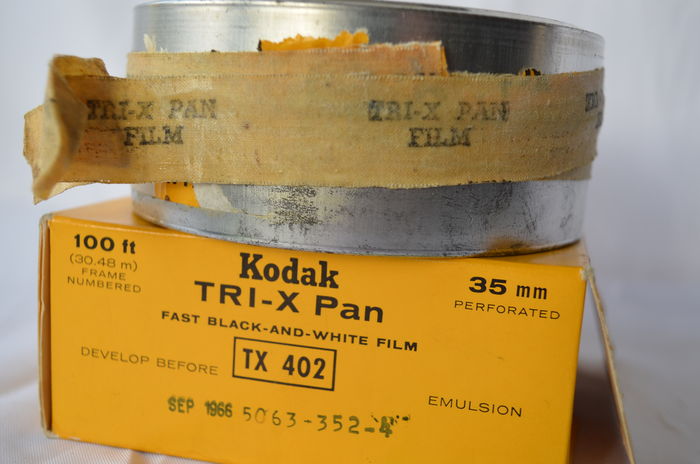 TRI-X PAN FILM
TRI-X PAN FILM
100 ft
(30.48 m)
FRAME
NUMBERED
Kodak
TRI-X Pan
FAST BLACK-AND-WHITE FILM
35 mm
PERFORATED
DEVELOP BEFORE
TX 402
SEP 1966 5063-352-4
EMULSION